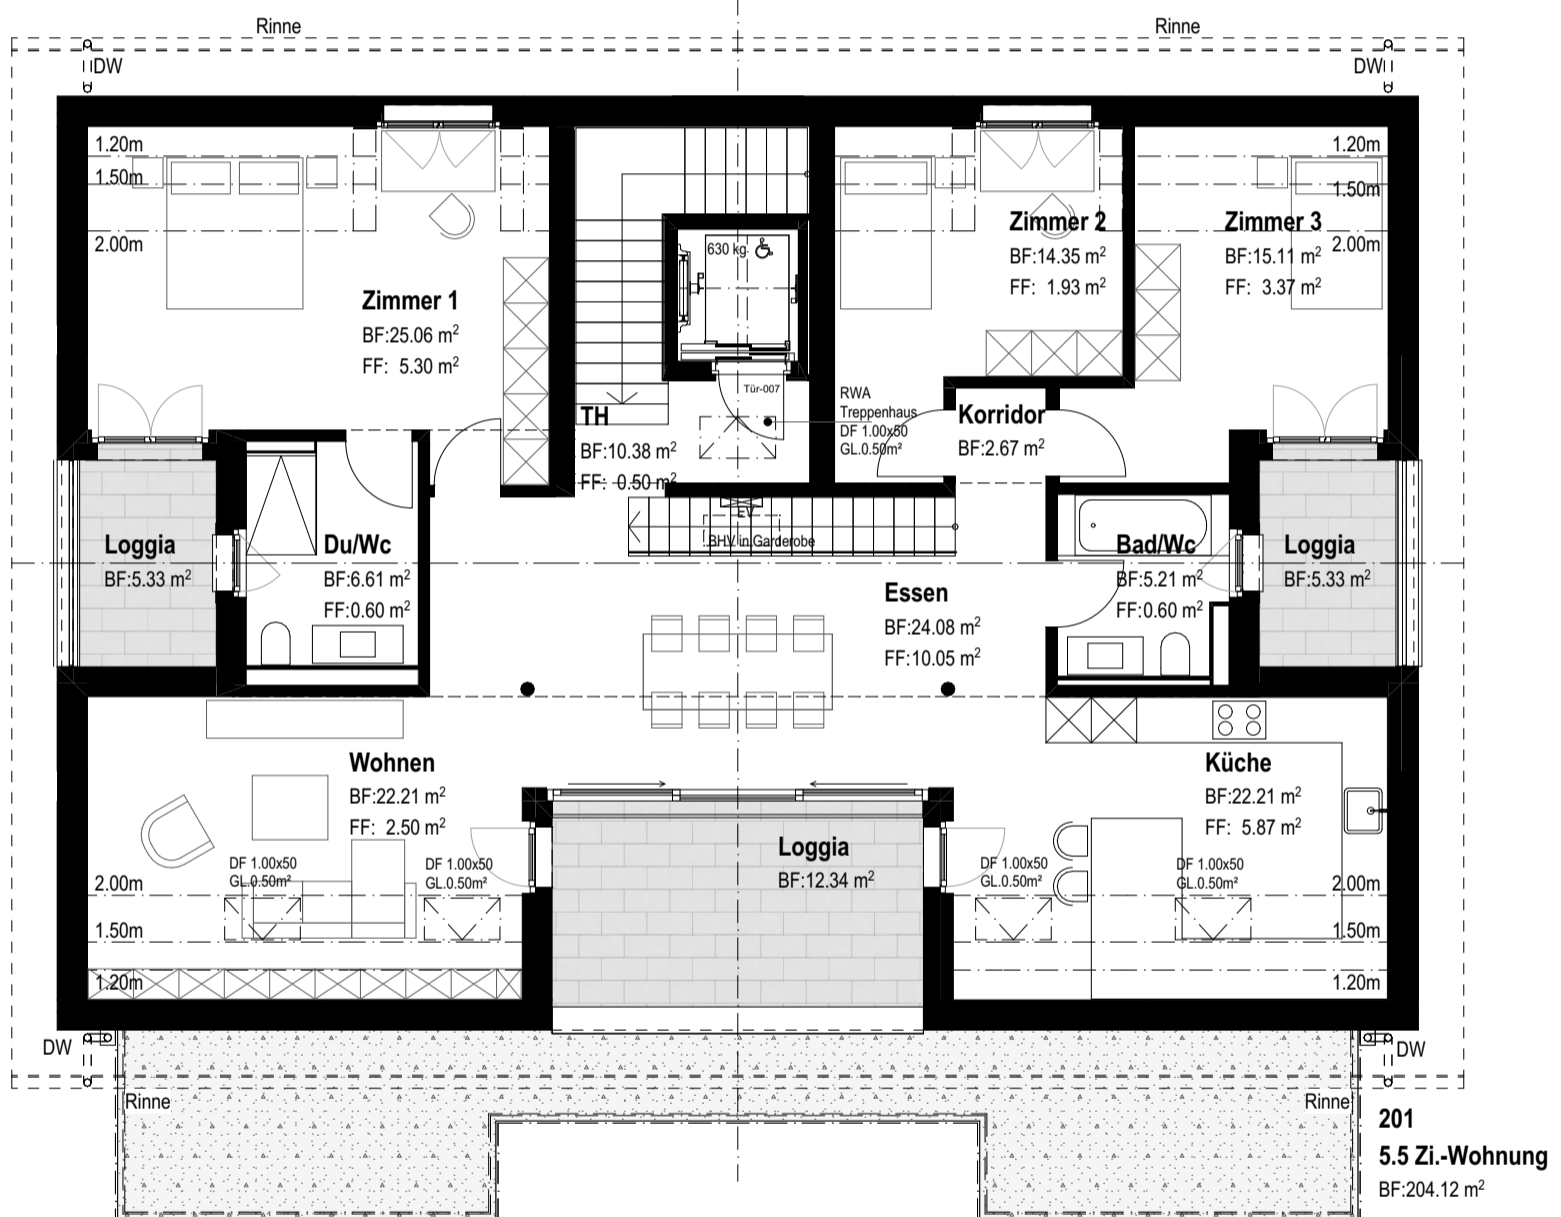 Rinne
Rinne
DW
DW
1.20m
1.50m
2.00m
Zimmer 1
BF:25.06 m²
FF: 5.30 m²
630 kg
Tür-007
TH
BF:10.38 m²
FF: 0.50 m²
RWA
Treppenhaus
DF 1.00x50
GL.0.50m²
Zimmer 2
BF:14.35 m²
FF: 1.93 m²
Zimmer 3
BF:15.11 m²
FF: 3.37 m²
1.20m
1.50m
2.00m
Korridor
BF:2.67 m²
EV
BHV in Garderobe
Loggia
BF:5.33 m²
Du/Wc
BF:6.61 m²
FF:0.60 m²
Essen
BF:24.08 m²
FF:10.05 m²
Bad/Wc
BF:5.21 m²
FF:0.60 m²
Loggia
BF:5.33 m²
Wohnen
BF:22.21 m²
FF: 2.50 m²
DF 1.00x50
GL.0.50m²
DF 1.00x50
GL.0.50m²
2.00m
1.50m
1.20m
Loggia
BF:12.34 m²
Küche
BF:22.21 m²
FF: 5.87 m²
DF 1.00x50
GL.0.50m²
DF 1.00x50
GL.0.50m²
2.00m
1.50m
1.20m
DW
DW
Rinne
Rinne
201
5.5 Zi.-Wohnung
BF:204.12 m²